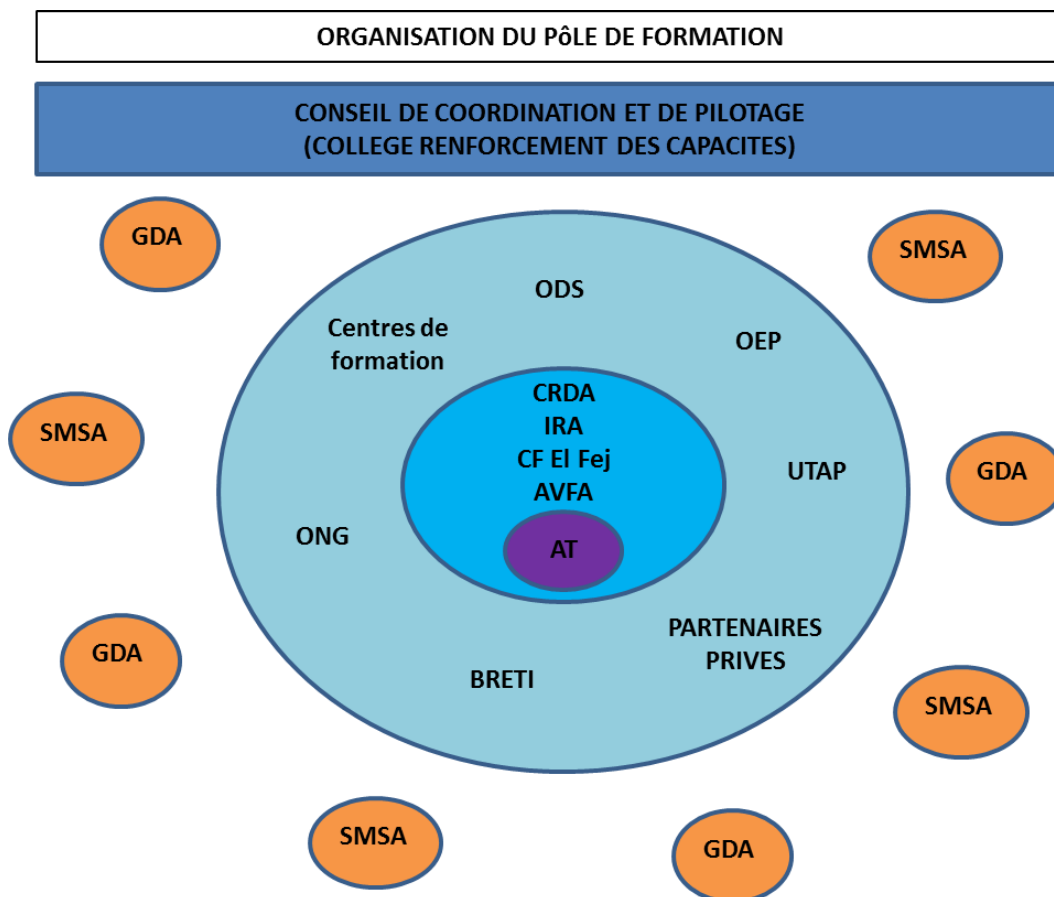 ORGANISATION DU PôLE DE FORMATION
CONSEIL DE COORDINATION ET DE PILOTAGE
(COLLEGE RENFORCEMENT DES CAPACITES)
GDA
SMSA
ODS
Centres de
formation
OEP
CRDA
IRA
CF El Fej
AVFA
AT
SMSA
UTAP
GDA
ONG
PARTENAIRES
PRIVES
GDA
BRETI
SMSA
SMSA
GDA